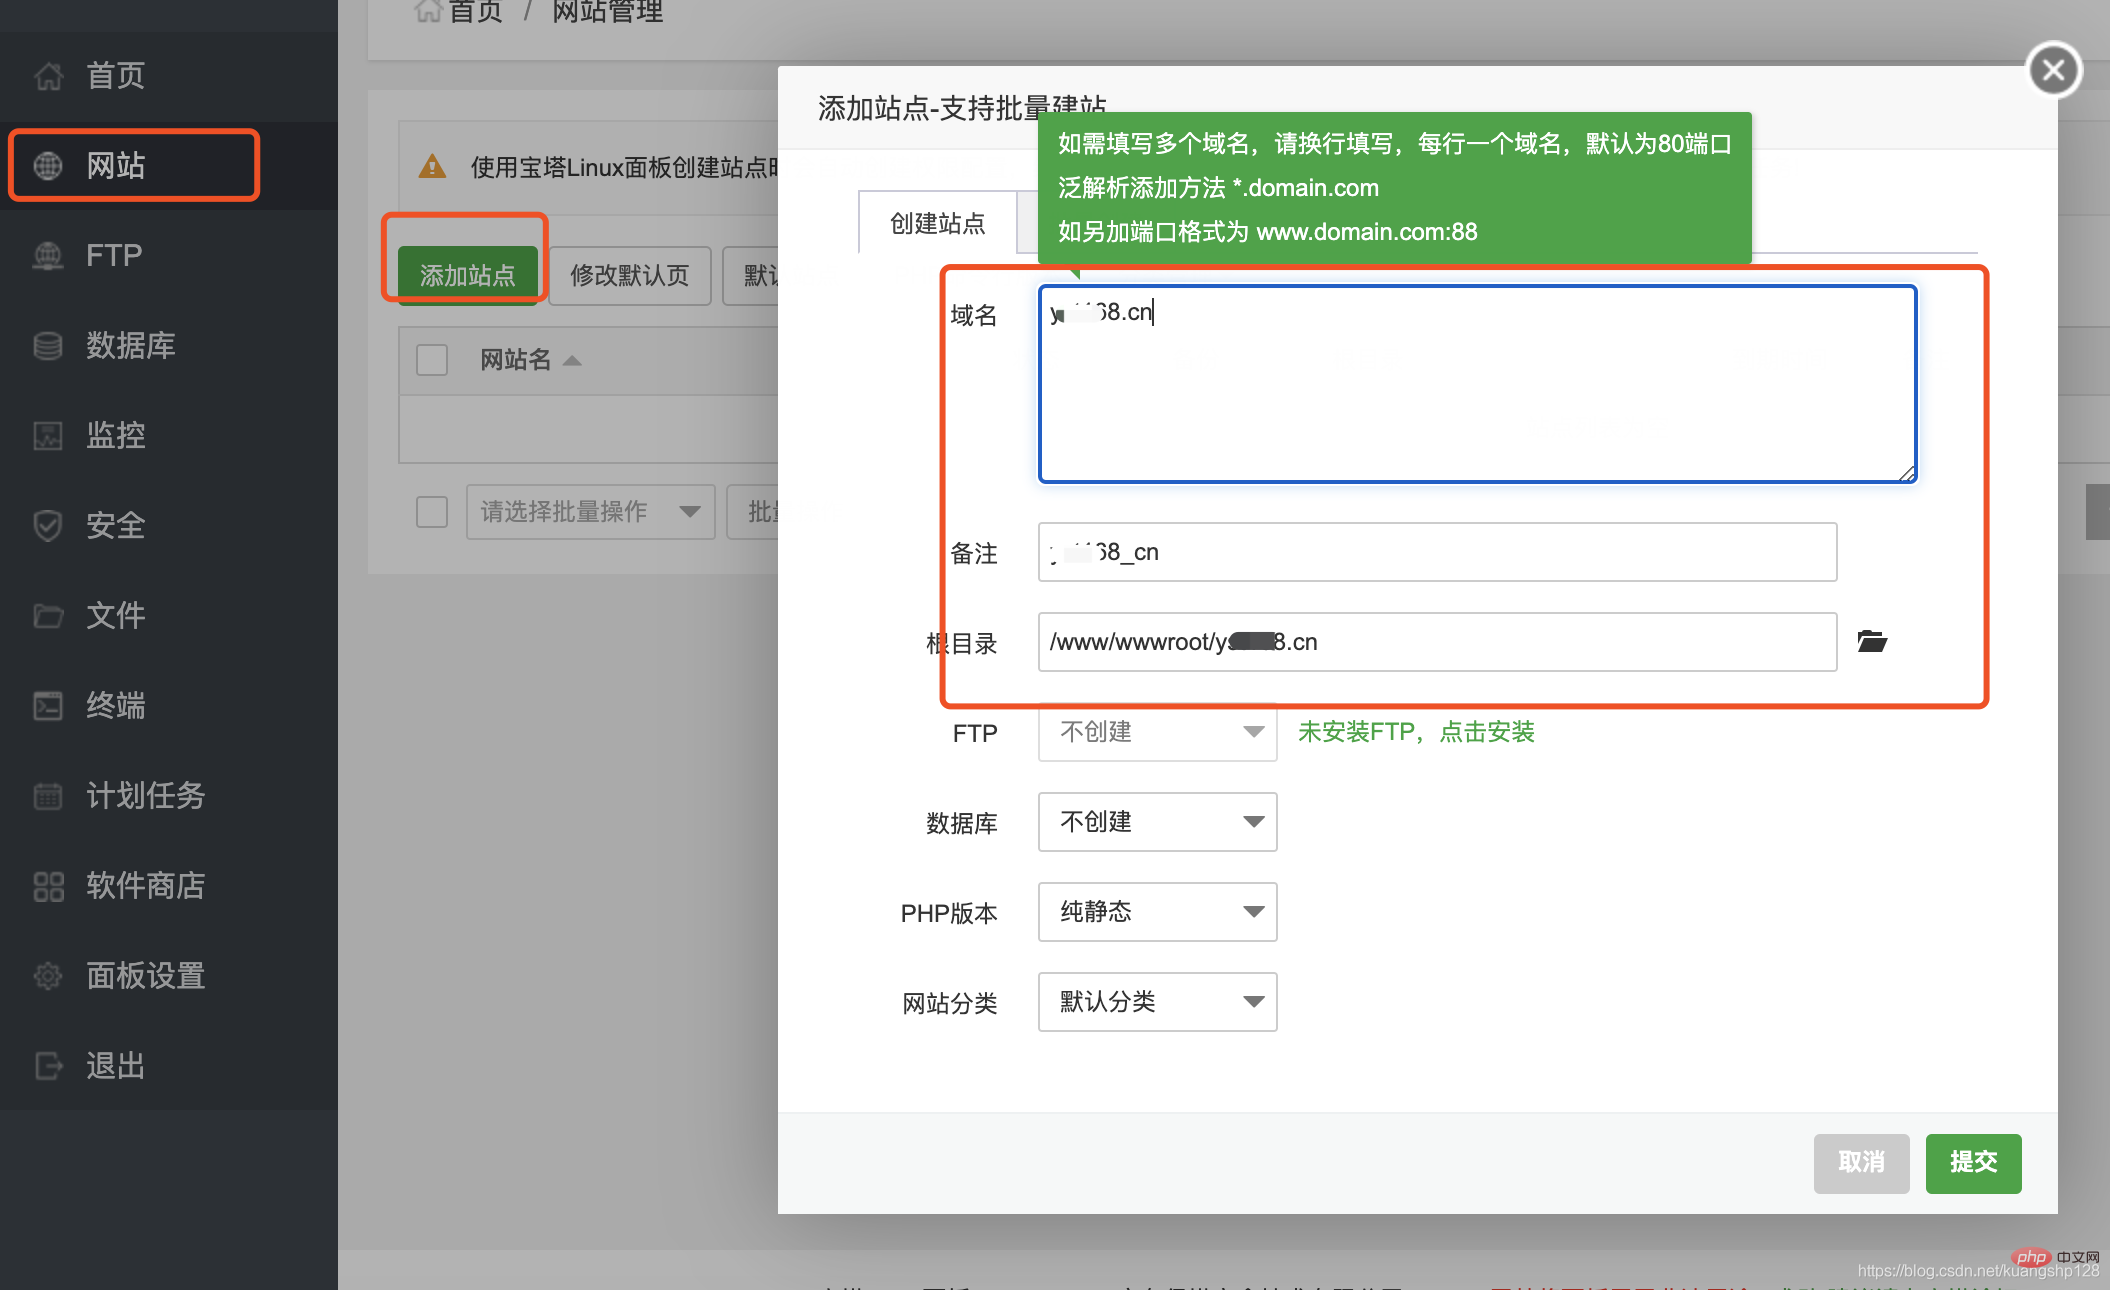 首页 / 网站管理
首页
网站
FTP
数据库
监控
安全
文件
终端
计划任务
软件商店
面板设置
退出
使用宝塔Linux面板创建站点时
添加站点
修改默认页
默认
网站名
请选择批量操作
批量
添加站点-支持批量建站
如需填写多个域名，请换行填写，每行一个域名，默认为80端口
泛解析添加方法 *.domain.com
如另加端口格式为 www.domain.com:88
创建站点
域名
68.cn
备注
68_cn
根目录
/www/wwwroot/ys 8.cn
FTP
不创建
未安装FTP，点击安装
数据库
不创建
PHP版本
纯静态
网站分类
默认分类
取消
提交
php 中文网
https://blog.csdn.net/kuangshp128